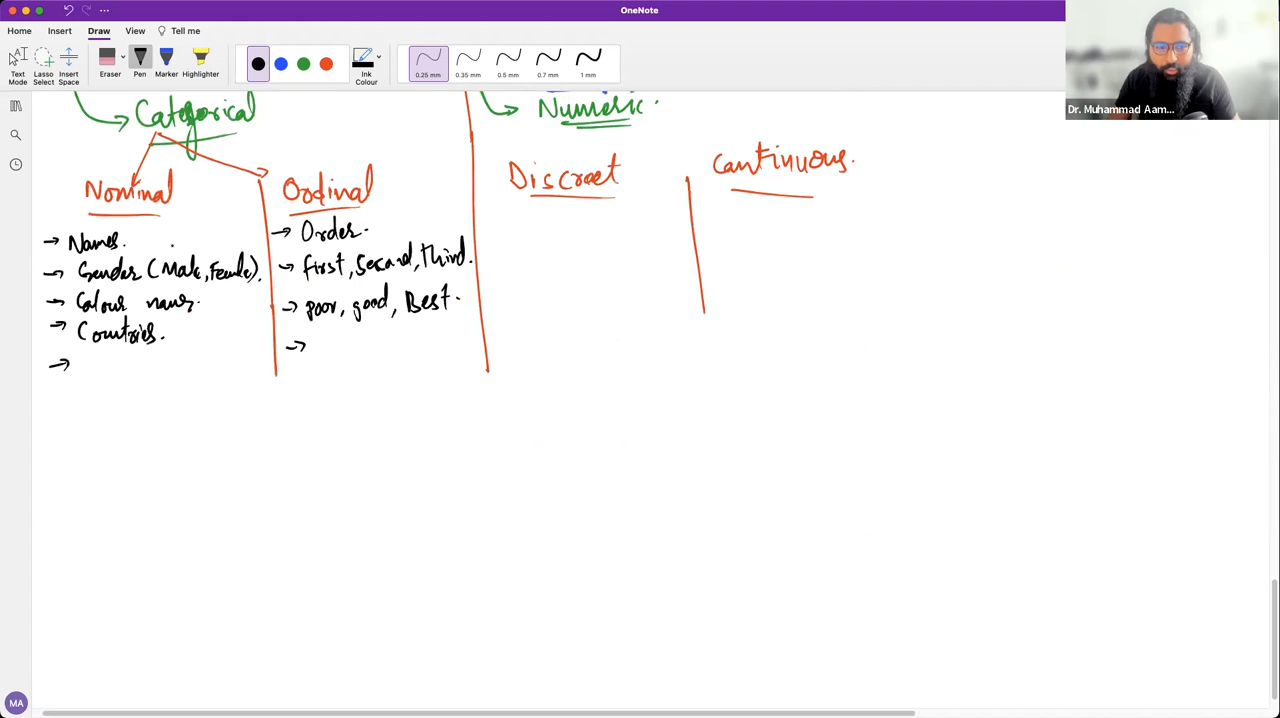 OneNote
Home Insert Draw View Tell me
Text Mode
Lasso Select
Insert Space
Eraser
Pen
Marker
Highlighter
Ink Colour
0.25 mm
0.35 mm
0.5 mm
0.7 mm
1 mm
Dr. Muhammad Aam...
→ Categorical
→ Numeric.
Nominal
→ Names.
→ Gender (Male, Female).
→ Colour names.
→ Countries.
→
Ordinal
→ Order.
→ first, Second, third.
→ poor, good, Best.
→
Discreet
Continuous.
MA